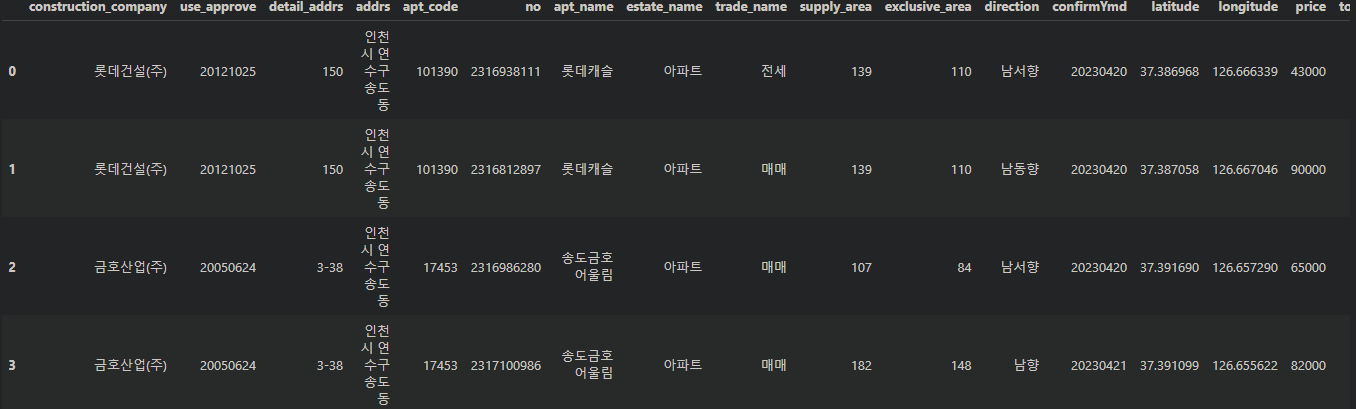 construction_company use_approve detail_addrs addrs apt_code no apt_name estate_name trade_name supply_area exclusive_area direction confirmYmd latitude longitude price to
인천
시 연
0 롯데건설(주) 20121025 150 수구 101390 2316938111 롯데캐슬 아파트 전세 139 110 남서향 20230420 37.386968 126.666339 43000
송도
동
인천
시 연
1 롯데건설(주) 20121025 150 수구 101390 2316812897 롯데캐슬 아파트 매매 139 110 남동향 20230420 37.387058 126.667046 90000
송도
동
인천
시 연
송도금호
2 금호산업(주) 20050624 3-38 수구 17453 2316986280 아파트 매매 107 84 남서향 20230420 37.391690 126.657290 65000
어울림
송도
동
인천
시 연
송도금호
3 금호산업(주) 20050624 3-38 수구 17453 2317100986 아파트 매매 182 148 남향 20230421 37.391099 126.655622 82000
어울림
송도
동